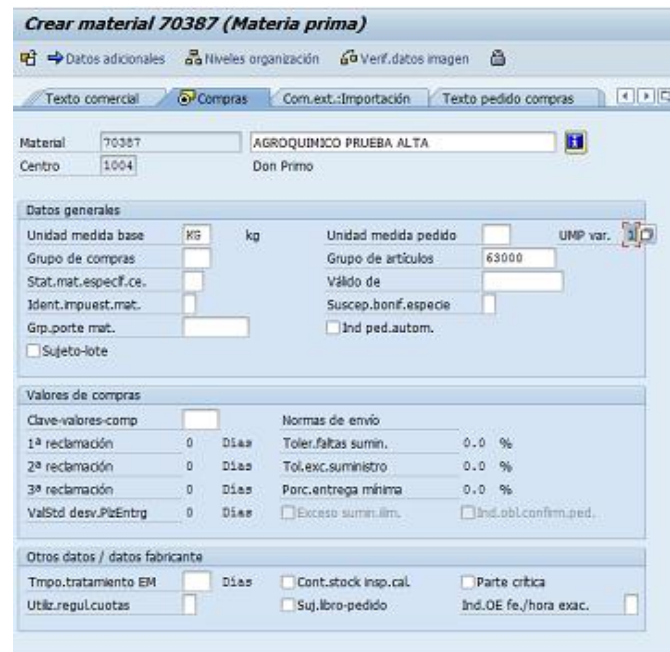 Crear material 70387 (Materia prima)
Datos adicionales Niveles organización Verif.datos imagen
Texto comercial Compras Com.ext.:Importación Texto pedido compras
Material 70387 AGROQUIMICO PRUEBA ALTA
Centro 1004 Don Primo
Datos generales
Unidad medida base KG kg Unidad medida pedido UMP var. 1
Grupo de compras Grupo de artículos 63000
Stat.mat.específ.ce. Válido de
Ident.impuest.mat. Suscep.bonif.especie
Grp.porte mat. Ind ped.autom.
Sujeto-lote
Valores de compras
Clave-valores-comp Normas de envío
1ª reclamación 0 Días Toler.faltas sumin. 0.0 %
2ª reclamación 0 Días Tol.exc.suministro 0.0 %
3ª reclamación 0 Días Porc.entrega mínima 0.0 %
ValStd desv.PlzEntrg 0 Días Exceso sumin.ilim. Ind.obl.confirm.ped.
Otros datos / datos fabricante
Tmpo.tratamiento EM Días Cont.stock insp.cal. Parte crítica
Utiliz.regul.cuotas Suj.libro-pedido Ind.OE fe./hora exac.